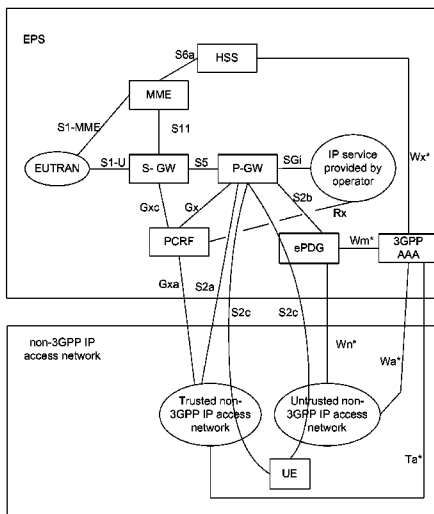 EPS
S6a
HSS
MME
S1-MME
S11
Wx*
EUTRAN
S1-U
S- GW
S5
P-GW
SGi
IP service
provided by
operator
Gxc
Gx
S2b
Rx
PCRF
ePDG
Wm*
3GPP
AAA
Gxa
S2a
S2c
S2c
non-3GPP IP
access network
Wn*
Wa*
Trusted non-
3GPP IP access
network
Untrusted non-
3GPP IP access
network
UE
Ta*